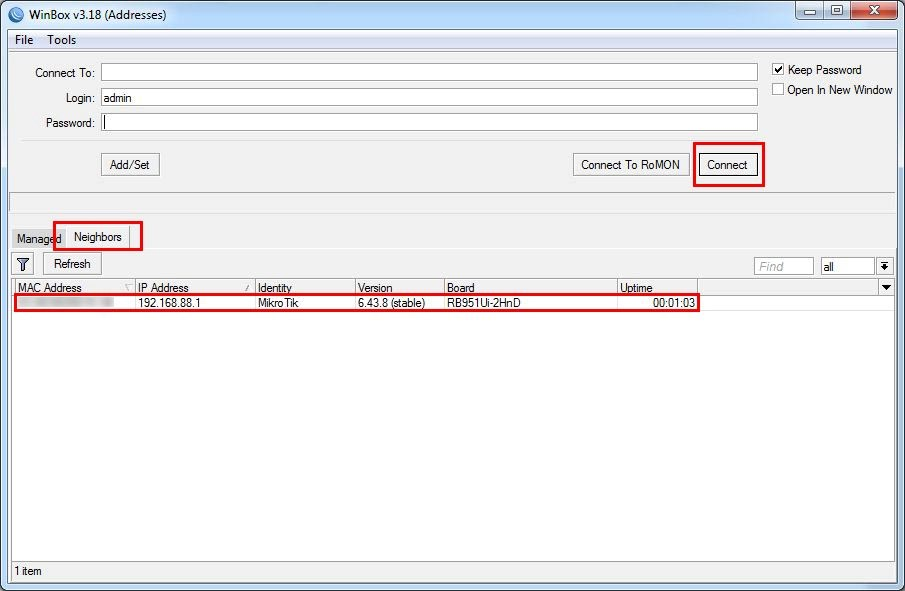 WinBox v3.18 (Addresses)
File Tools
Connect To:
Keep Password
Login: admin
Open In New Window
Password:
Add/Set Connect To RoMON Connect
Managed Neighbors
Refresh Find all
MAC Address IP Address Identity Version Board Uptime
192.168.88.1 MikroTik 6.43.8 (stable) RB951Ui-2HnD 00:01:03
1 item